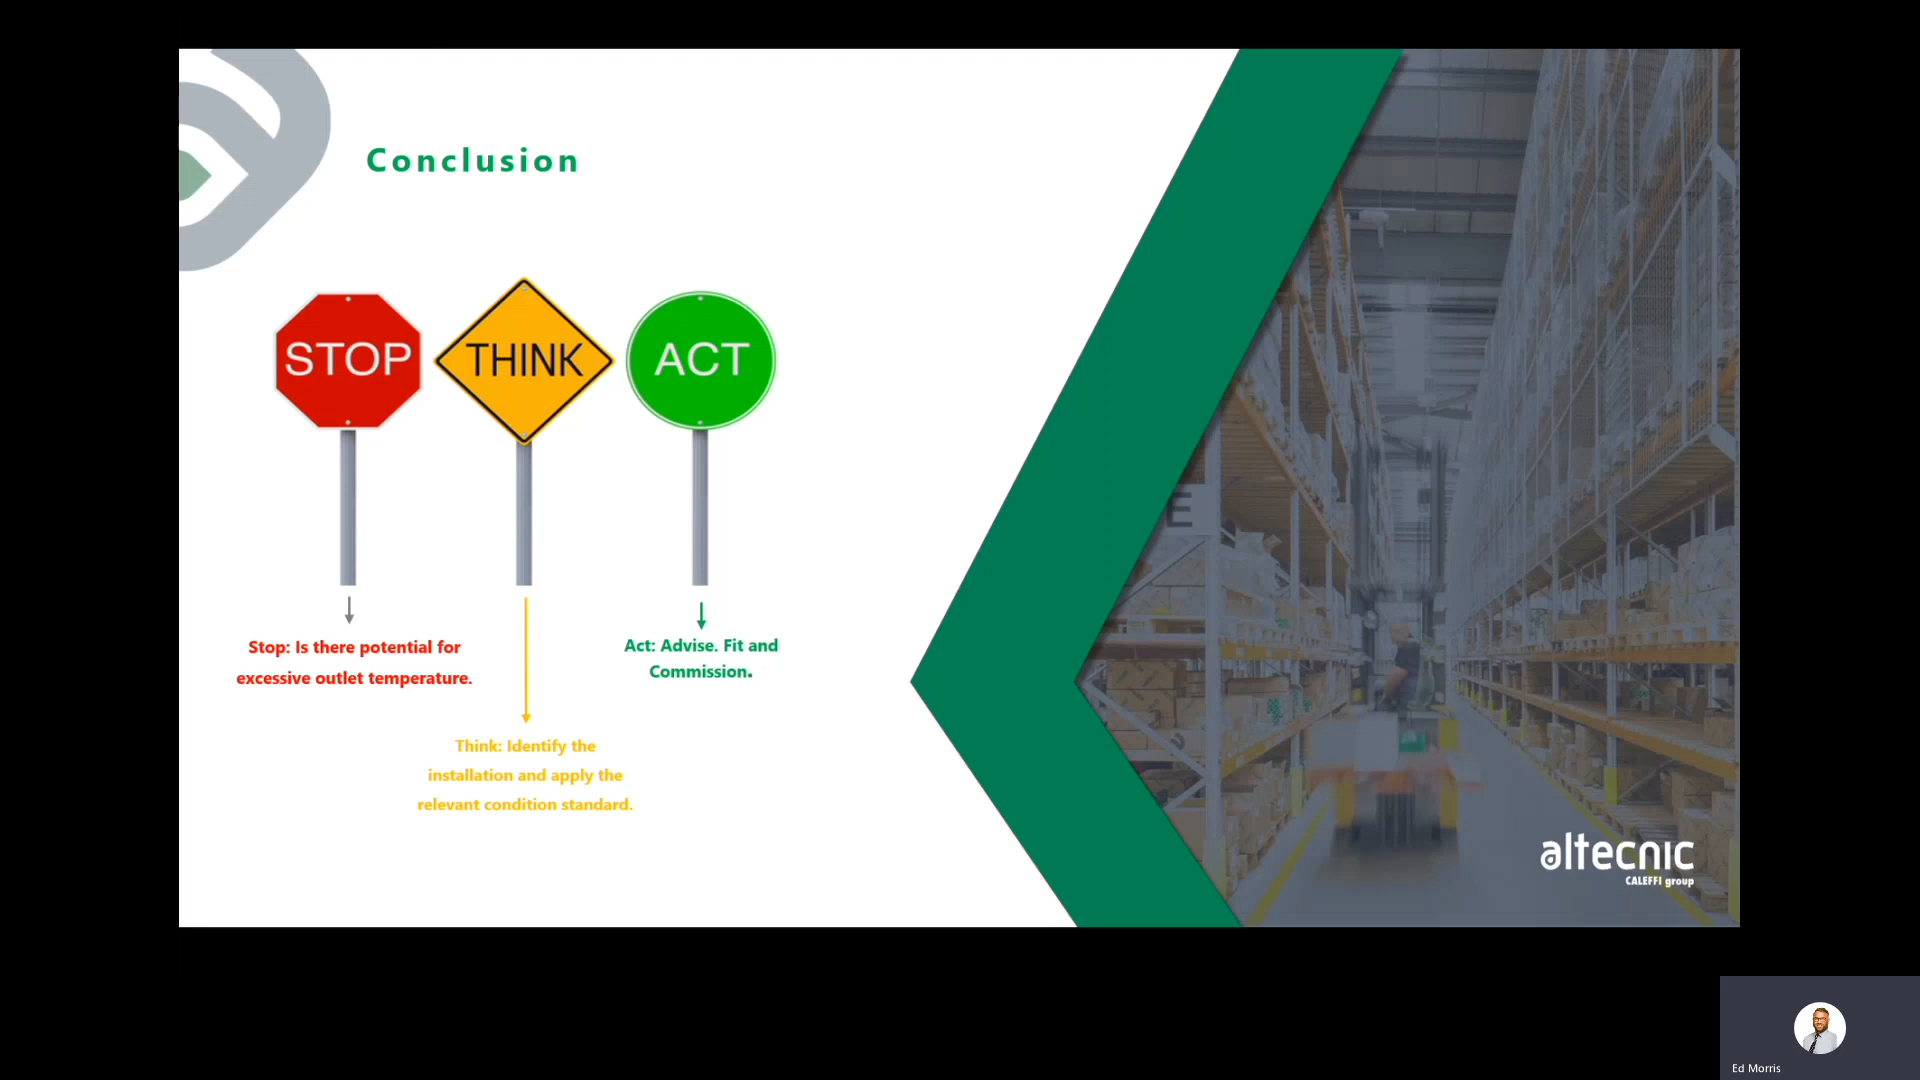 Conclusion
STOP
THINK
ACT
Stop: Is there potential for
excessive outlet temperature.
Act: Advise. Fit and
Commission.
Think: Identify the
installation and apply the
relevant condition standard.
E
altecnic
CALEFFI group
Ed Morris